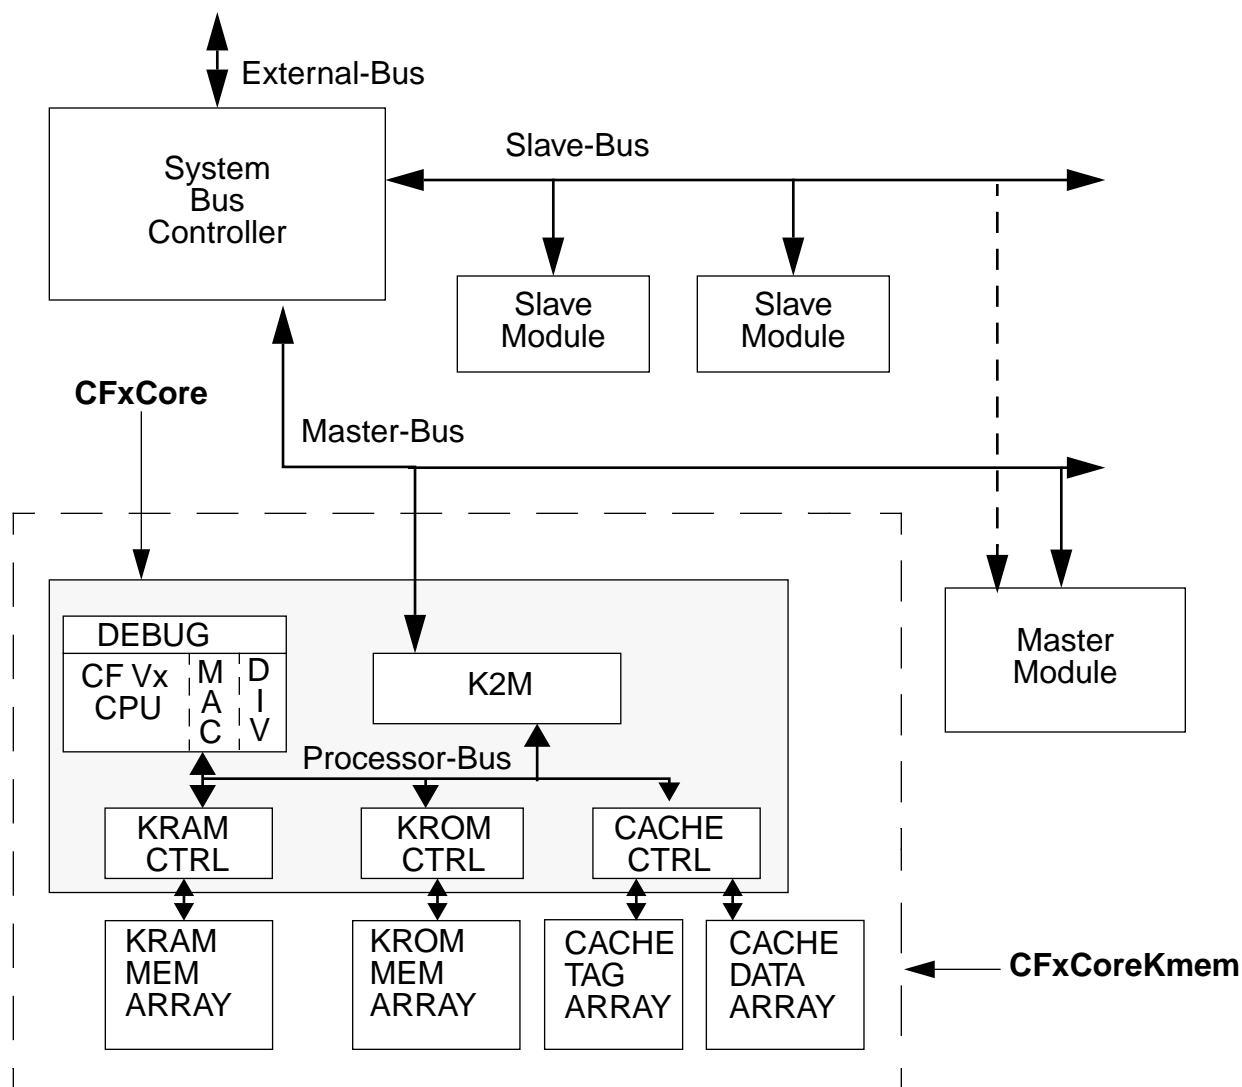 External-Bus
System
Bus
Controller
Slave-Bus
Slave
Module
Slave
Module
CFxCore
Master-Bus
DEBUG
CF Vx
CPU
M
A
C
D
I
V
K2M
Master
Module
Processor-Bus
KRAM
CTRL
KROM
CTRL
CACHE
CTRL
KRAM
MEM
ARRAY
KROM
MEM
ARRAY
CACHE
TAG
ARRAY
CACHE
DATA
ARRAY
CFxCoreKmem